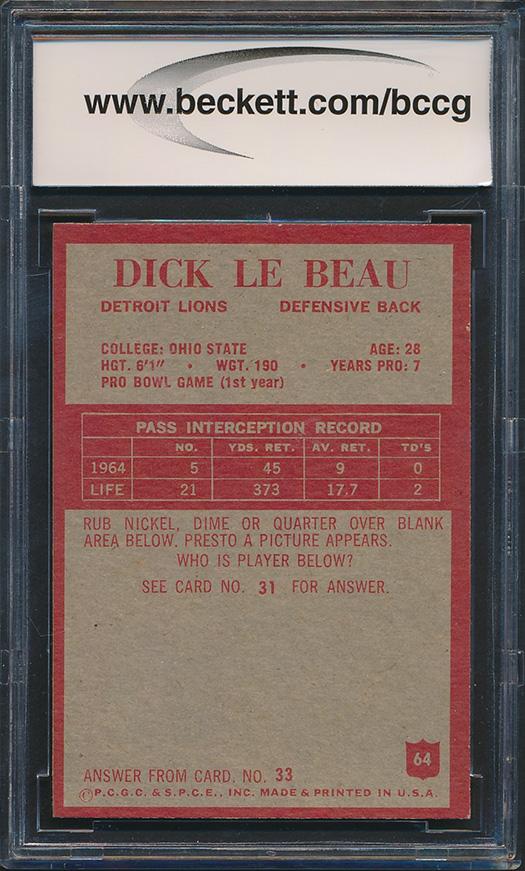 www.beckett.com/bccg
DICK LE BEAU
DETROIT LIONS DEFENSIVE BACK
COLLEGE: OHIO STATE AGE: 28
HGT. 6'1" • WGT. 190 • YEARS PRO: 7
PRO BOWL GAME (1st year)
PASS INTERCEPTION RECORD
NO. YDS. RET. AV. RET. TD'S
1964 5 45 9 0
LIFE 21 373 17.7 2
RUB NICKEL, DIME OR QUARTER OVER BLANK
AREA BELOW. PRESTO A PICTURE APPEARS.
WHO IS PLAYER BELOW?
SEE CARD NO. 31 FOR ANSWER.
64
ANSWER FROM CARD. NO. 33
©P.C.G.C. & S.P.C.E., INC. MADE & PRINTED IN U.S.A.